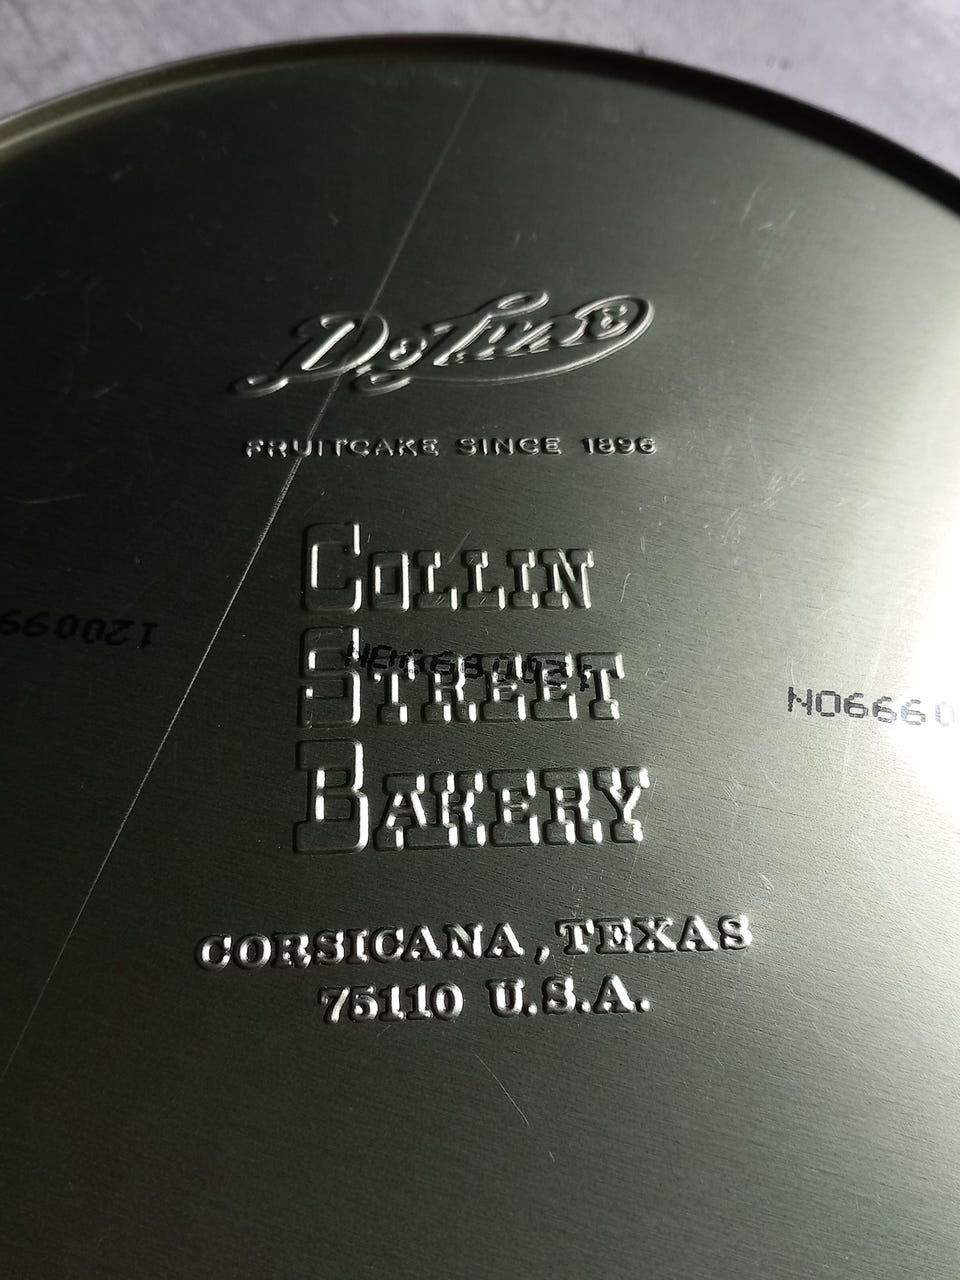 DeLuxe
FRUITCAKE SINCE 1896
COLLIN
STREET
BAKERY
CORSICANA, TEXAS
75110 U.S.A.